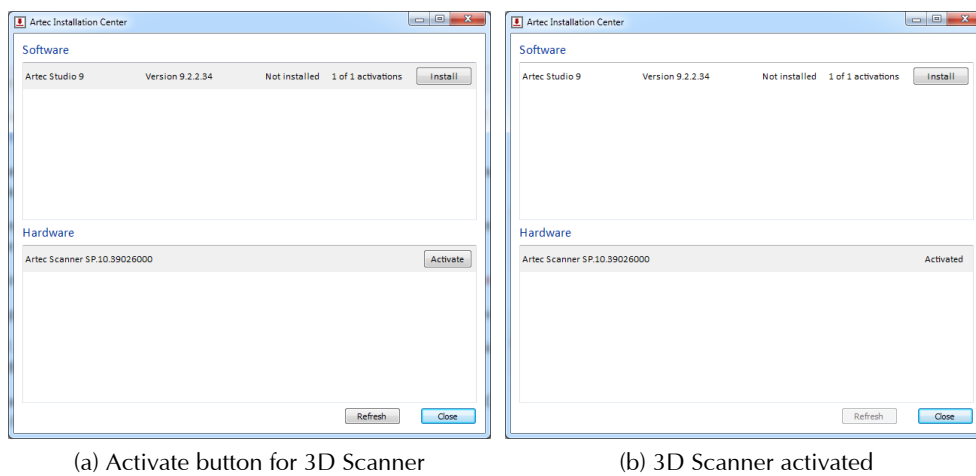 Artec Installation Center
Software
Artec Studio 9 Version 9.2.2.34 Not installed 1 of 1 activations Install
Hardware
Artec Scanner SP.10.39026000 Activate
Refresh Close
(a) Activate button for 3D Scanner
Artec Installation Center
Software
Artec Studio 9 Version 9.2.2.34 Not installed 1 of 1 activations Install
Hardware
Artec Scanner SP.10.39026000 Activated
Refresh Close
(b) 3D Scanner activated